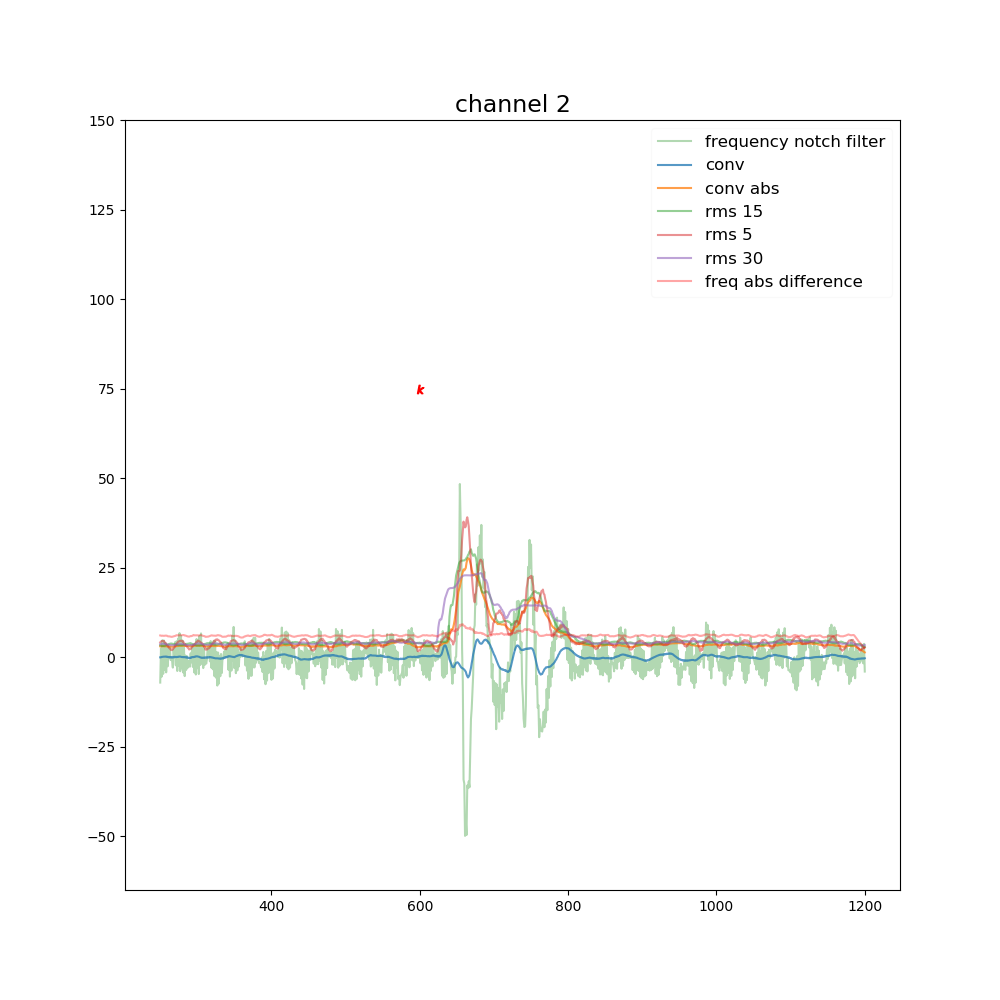 channel 2
150
125
100
75
50
25
0
−25
−50
400 600 800 1000 1200
frequency notch filter
conv
conv abs
rms 15
rms 5
rms 30
freq abs difference
k